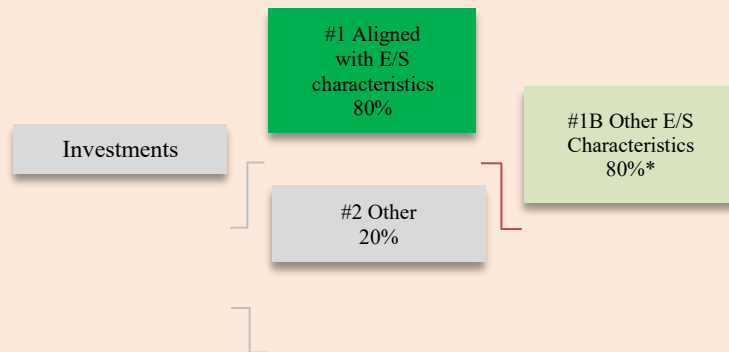 Investments
#1 Aligned
with E/S
characteristics
80%
#2 Other
20%
#1B Other E/S
Characteristics
80%*